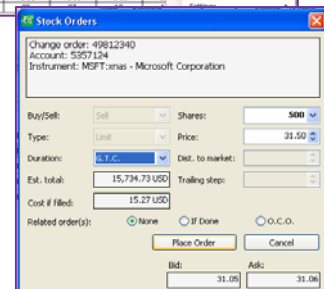 Stock Orders
Change order: 49812340
Account: 5357124
Instrument: MSFT:xnas - Microsoft Corporation
Buy/Sell: Sell Shares: 500
Type: Limit Price: 31.50
Duration: G.T.C. Dist. to market:
Est. total: 15,734.73 USD Trailing step:
Cost if filled: 15.27 USD
Related order(s): None If Done O.C.O.
Place Order Cancel
Bid: Ask:
31.05 31.06